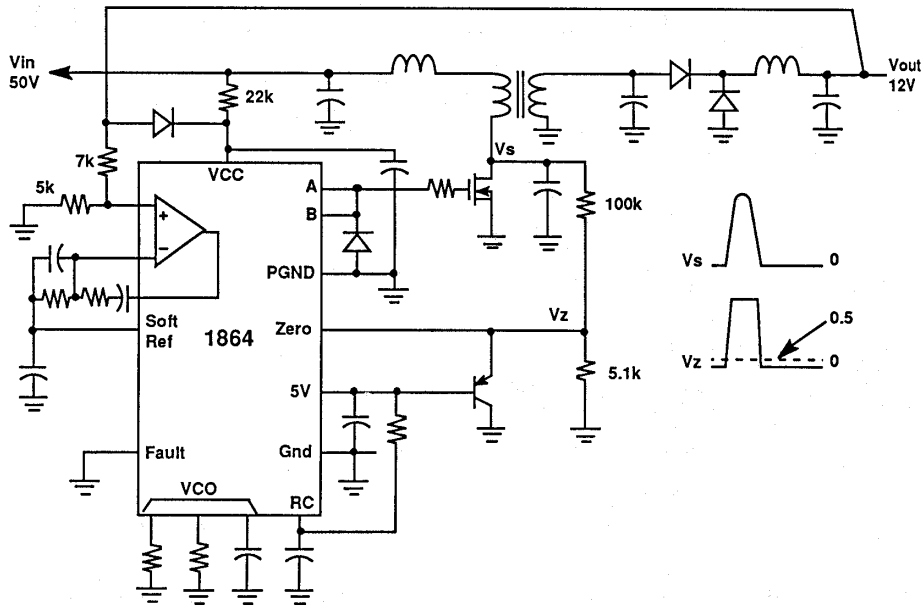 Vin
50V
22k
Vout
12V
7k
5k
VCC
Vs
A
B
PGND
100k
Vs
0
Soft
Ref
1864
Zero
Vz
0.5
Vz
0
5V
5.1k
Fault
Gnd
VCO
RC
+
−